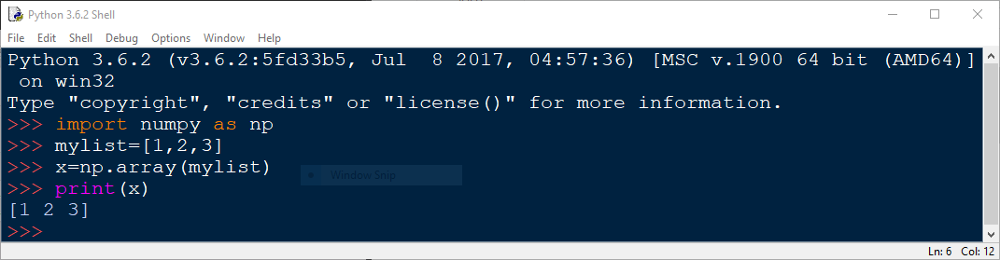 Python 3.6.2 Shell
File Edit Shell Debug Options Window Help
Python 3.6.2 (v3.6.2:5fd33b5, Jul  8 2017, 04:57:36) [MSC v.1900 64 bit (AMD64)]
 on win32
Type "copyright", "credits" or "license()" for more information.
>>> import numpy as np
>>> mylist=[1,2,3]
>>> x=np.array(mylist)
Window Snip
>>> print(x)
[1 2 3]
>>>
Ln: 6 Col: 12